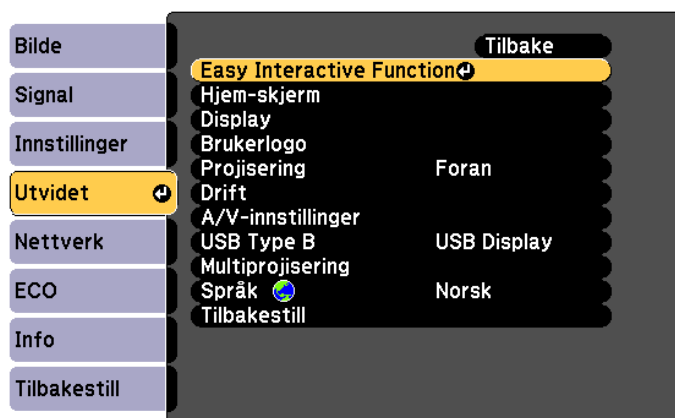 Bilde
Signal
Innstillinger
Utvidet
Nettverk
ECO
Info
Tilbakestill
Tilbake
Easy Interactive Function
Hjem-skjerm
Display
Brukerlogo
Projisering Foran
Drift
A/V-innstillinger
USB Type B USB Display
Multiprojisering
Språk Norsk
Tilbakestill